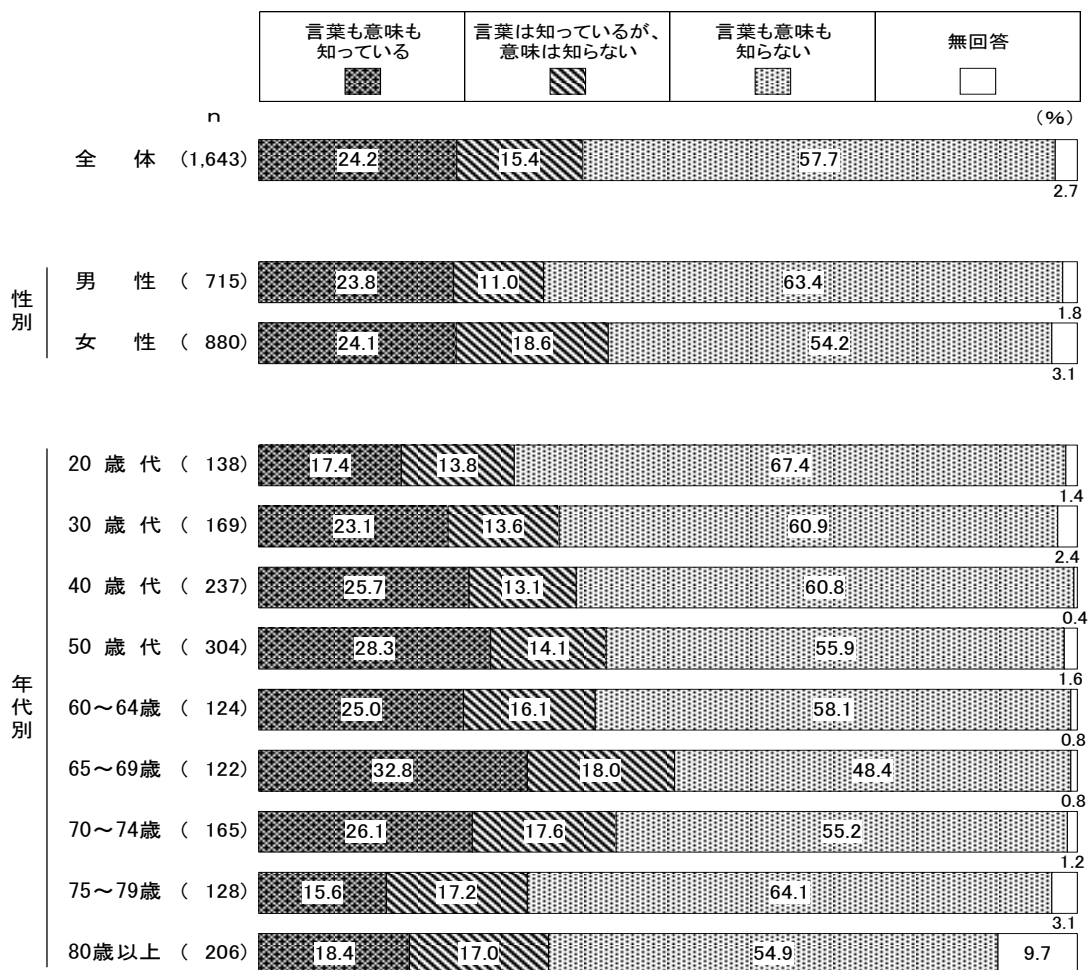 言葉も意味も
知っている
言葉は知っているが、
意味は知らない
言葉も意味も
知らない
無回答
n
(%)
全 体 (1,643) 24.2 15.4 57.7 2.7
性別
男 性 ( 715) 23.8 11.0 63.4 1.8
女 性 ( 880) 24.1 18.6 54.2 3.1
年代別
20 歳 代 ( 138) 17.4 13.8 67.4 1.4
30 歳 代 ( 169) 23.1 13.6 60.9 2.4
40 歳 代 ( 237) 25.7 13.1 60.8 0.4
50 歳 代 ( 304) 28.3 14.1 55.9 1.6
60～64歳 ( 124) 25.0 16.1 58.1 0.8
65～69歳 ( 122) 32.8 18.0 48.4 0.8
70～74歳 ( 165) 26.1 17.6 55.2 1.2
75～79歳 ( 128) 15.6 17.2 64.1 3.1
80歳以上 ( 206) 18.4 17.0 54.9 9.7